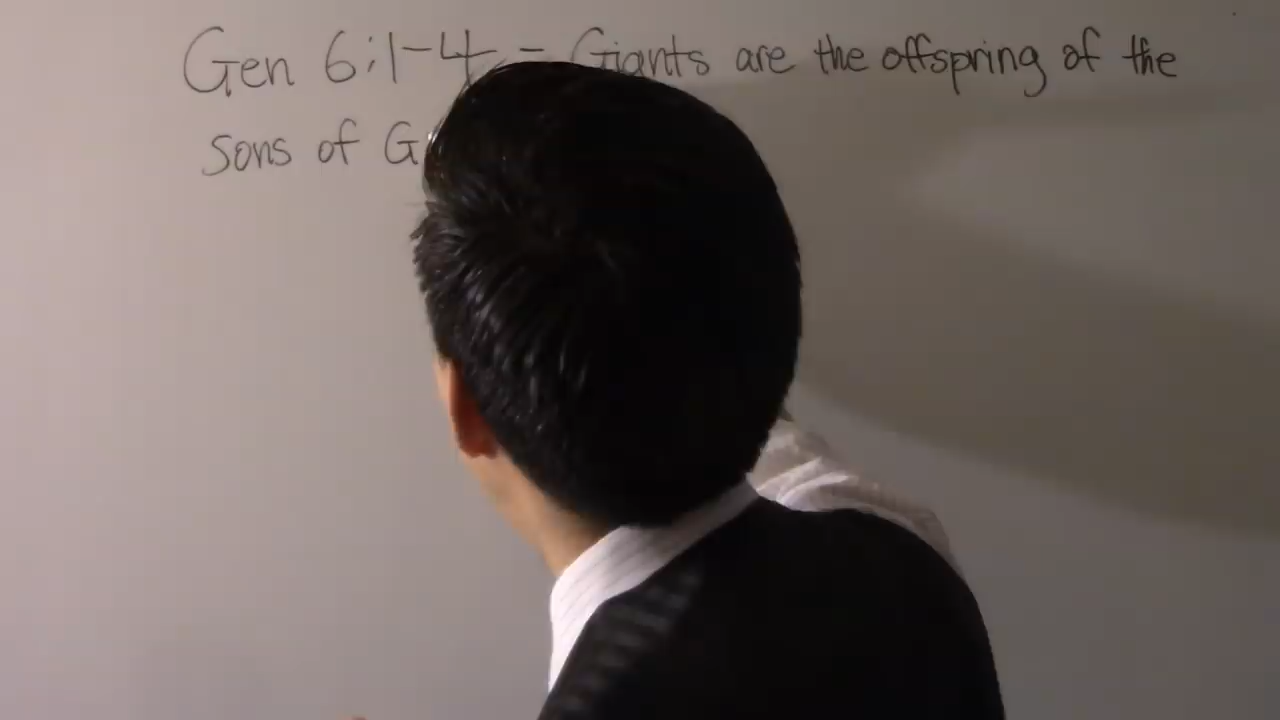 Gen 6:1-4 - Giants are the offspring of the
sons of G